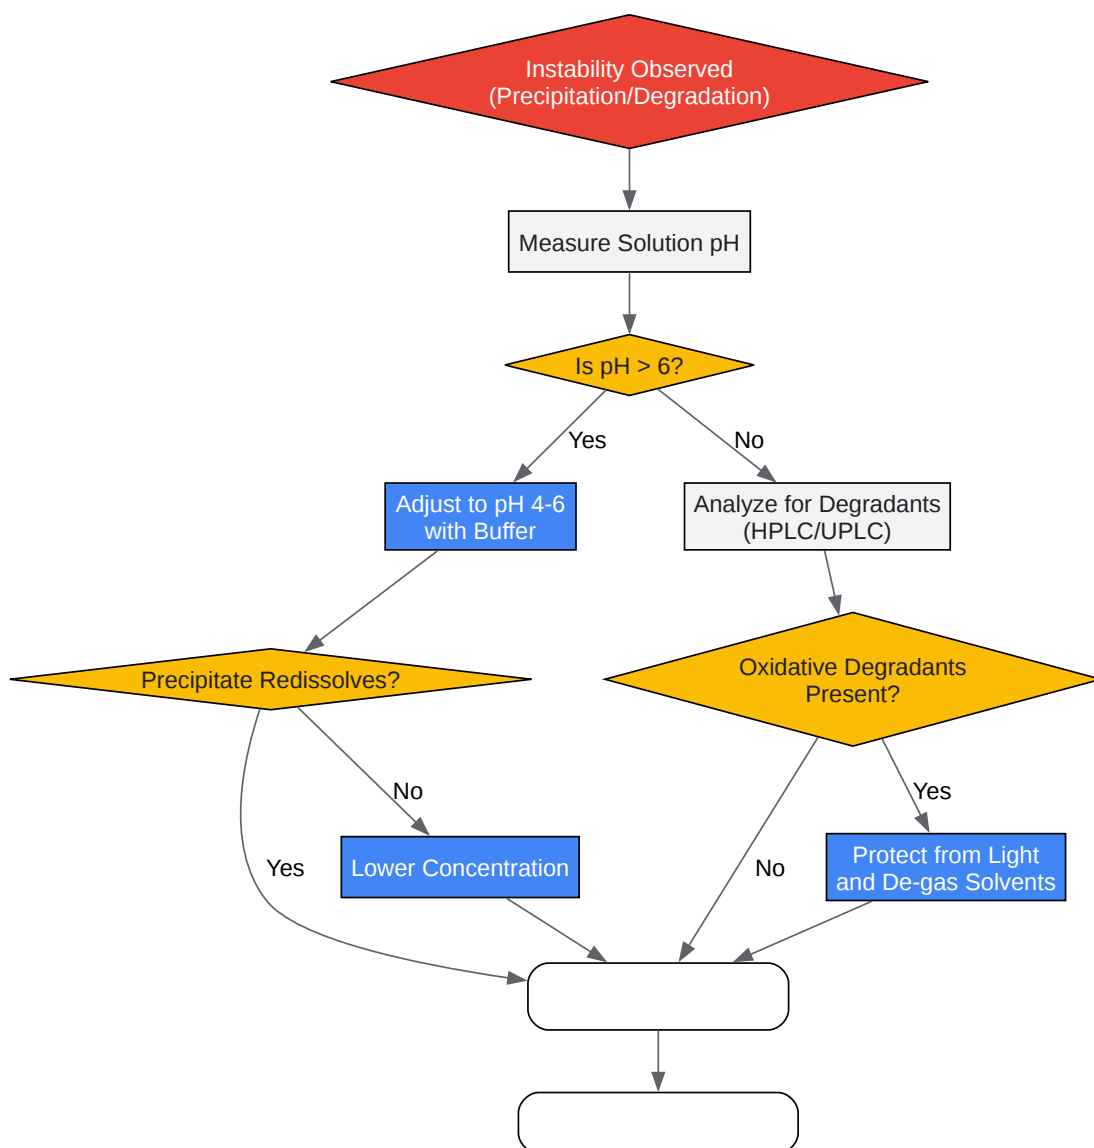 Instability Observed
(Precipitation/Degradation)
Measure Solution pH
Is pH > 6?
Yes
No
Adjust to pH 4-6
with Buffer
Analyze for Degradants
(HPLC/UPLC)
Precipitate Redissolves?
Oxidative Degradants
Present?
No
Yes
Yes
Lower Concentration
No
Protect from Light
and De-gas Solvents